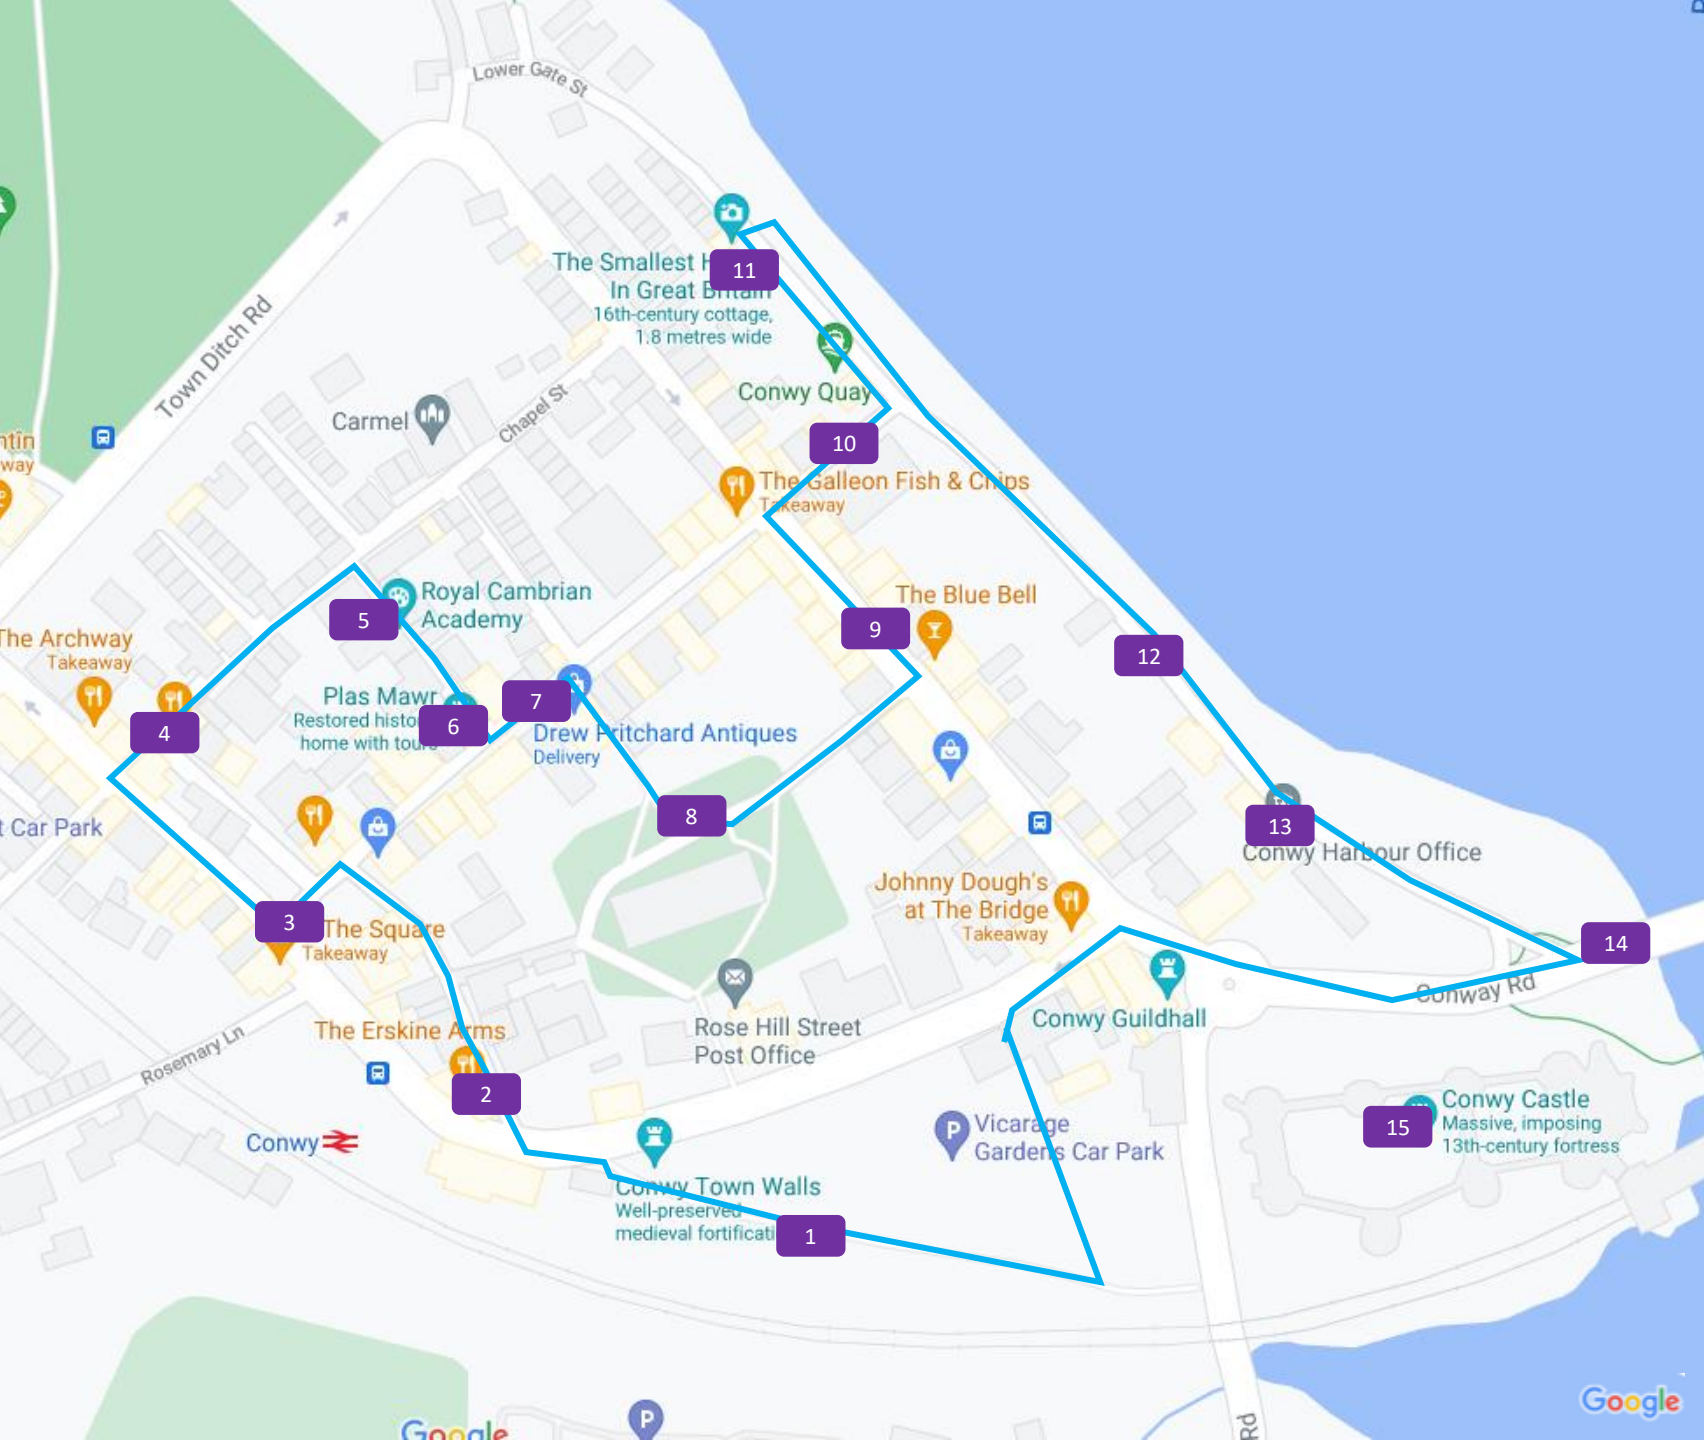 Lower Gate St
Town Ditch Rd
The Smallest H
In Great Britain
16th-century cottage,
1.8 metres wide
11
Conwy Quay
10
Carmel
Chapel St
ntîn
way
The Galleon Fish & Chips
Takeaway
The Blue Bell
9
Royal Cambrian
Academy
5
The Archway
Takeaway
4
Plas Mawr
Restored histo
home with tours
6
7
Drew Pritchard Antiques
Delivery
8
12
13
Conwy Harbour Office
14
t Car Park
3
The Square
Takeaway
Johnny Dough's
at The Bridge
Takeaway
Conwy Guildhall
Conway Rd
Rose Hill Street
Post Office
The Erskine Arms
2
Rosemary Ln
Conwy
Conwy Town Walls
Well-preserved
medieval fortificati
1
P
Vicarage
Gardens Car Park
15
Conwy Castle
Massive, imposing
13th-century fortress
P
Rd
Google
Google